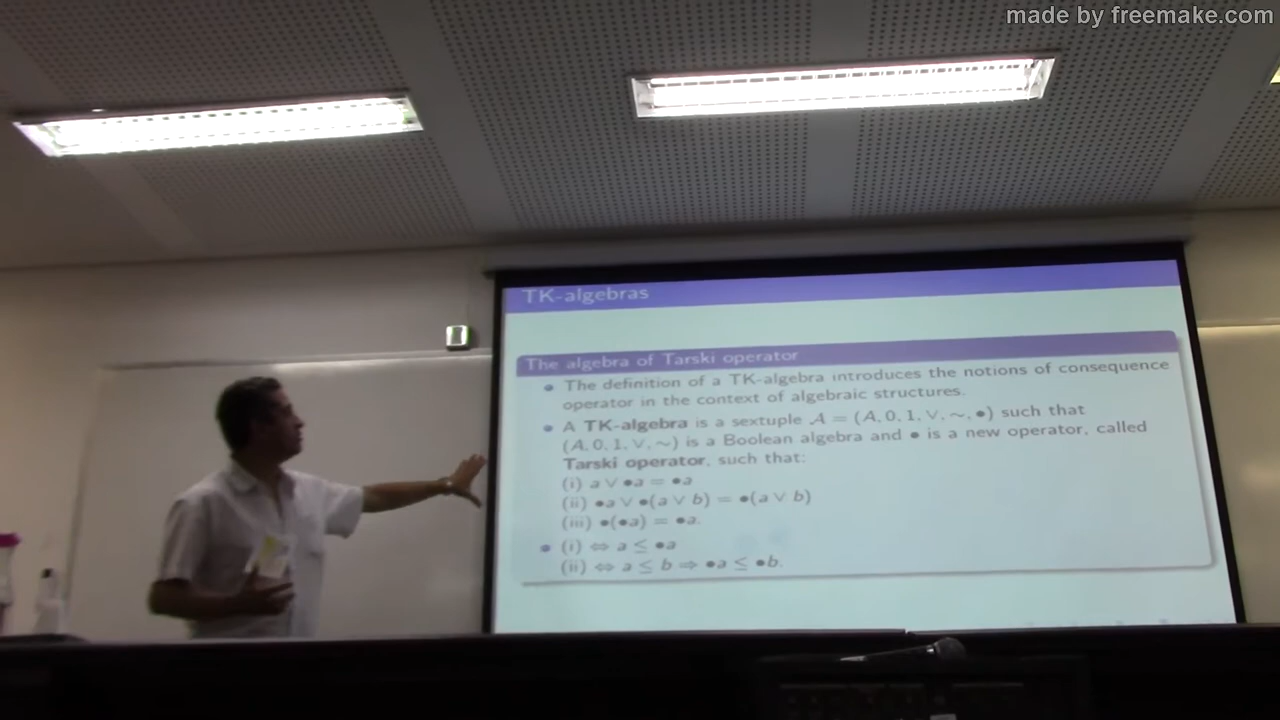 made by freemake.com
TK-algebras
The algebra of Tarski operator
• The definition of a TK-algebra introduces the notions of consequence
operator in the context of algebraic structures.
• A TK-algebra is a sextuple 𝒜 = (A, 0, 1, ∨, ∼, •) such that
(A, 0, 1, ∨, ∼) is a Boolean algebra and • is a new operator, called
Tarski operator, such that:
(i) a ∨ •a = •a
(ii) •a ∨ •(a ∨ b) = •(a ∨ b)
(iii) •(•a) = •a.
• (i) ⇔ a ≤ •a
(ii) ⇔ a ≤ b ⇒ •a ≤ •b.